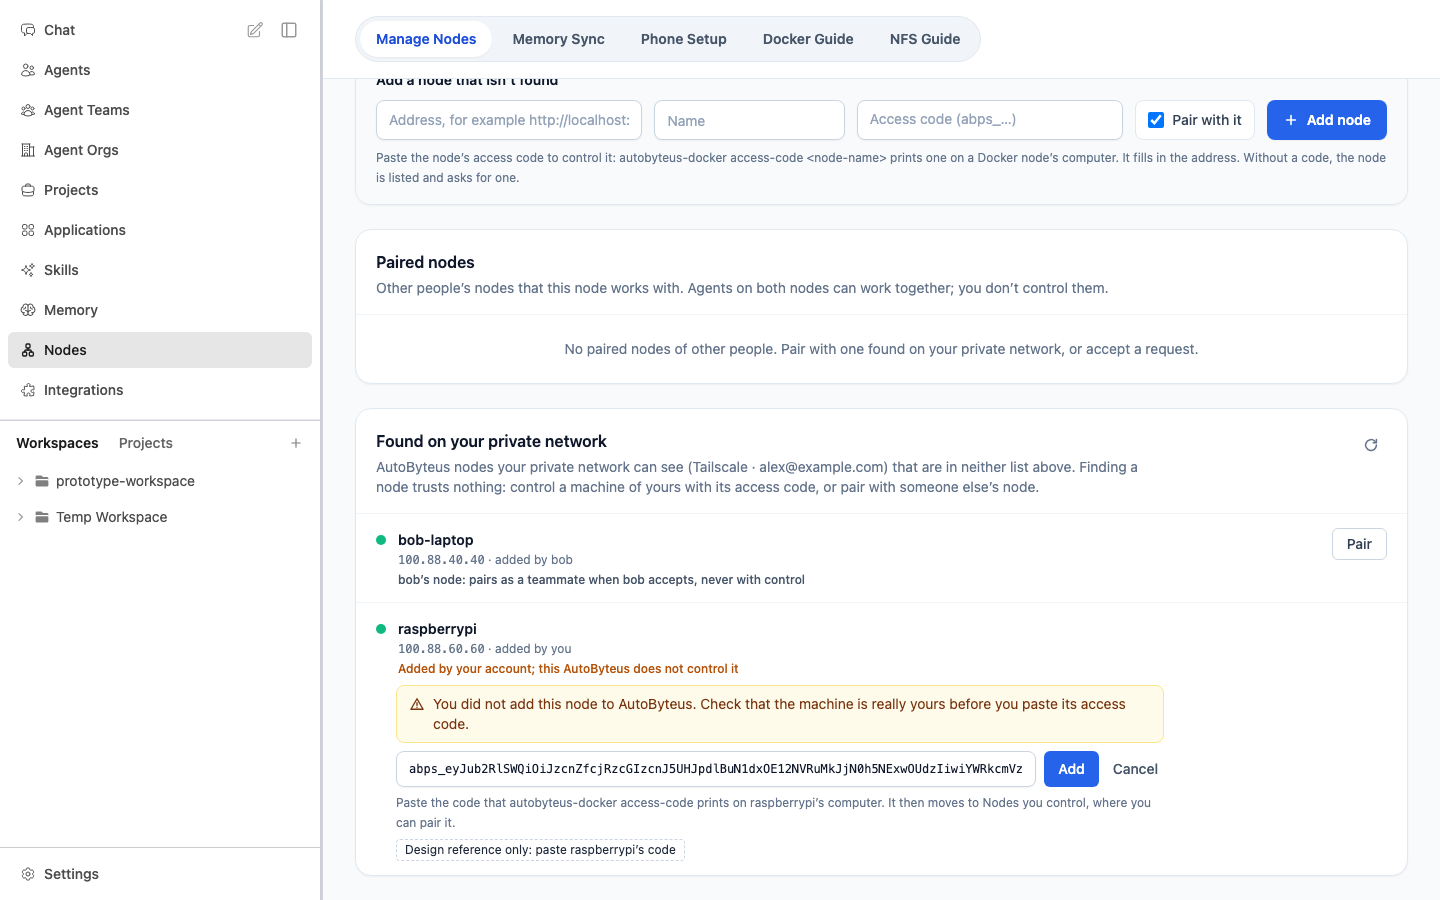 Chat
Agents
Agent Teams
Agent Orgs
Projects
Applications
Skills
Memory
Nodes
Integrations
Workspaces
Projects
prototype-workspace
Temp Workspace
Settings
Manage Nodes
Memory Sync
Phone Setup
Docker Guide
NFS Guide
Add a node that isn't found
Address, for example http://localhost:
Name
Access code (abps_...)
Pair with it
Add node
Paste the node's access code to control it: autobyteus-docker access-code <node-name> prints one on a Docker node's computer. It fills in the address. Without a code, the node
is listed and asks for one.
Paired nodes
Other people's nodes that this node works with. Agents on both nodes can work together; you don't control them.
No paired nodes of other people. Pair with one found on your private network, or accept a request.
Found on your private network
AutoByteus nodes your private network can see (Tailscale · alex@example.com) that are in neither list above. Finding a
node trusts nothing: control a machine of yours with its access code, or pair with someone else's node.
bob-laptop
100.88.40.40 · added by bob
bob's node: pairs as a teammate when bob accepts, never with control
Pair
raspberrypi
100.88.60.60 · added by you
Added by your account; this AutoByteus does not control it
You did not add this node to AutoByteus. Check that the machine is really yours before you paste its access
code.
abps_eyJub2RlSWQiOiJzcnZfcjRzcGIzcnJ5UHJpdlBuN1dxOE12NVRuMkJjN0h5NExwOUdzIiwiYWRkcmVz
Add
Cancel
Paste the code that autobyteus-docker access-code prints on raspberrypi's computer. It then moves to Nodes you control, where you
can pair it.
Design reference only: paste raspberrypi's code